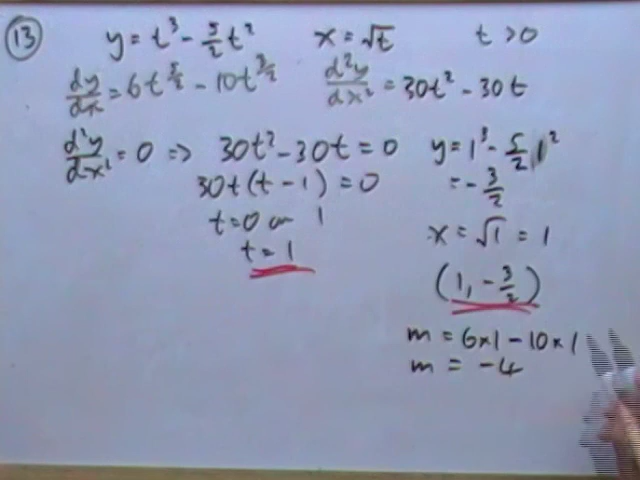 13 y = t³ - 5/2 t² x = √t t > 0
dy/dx = 6t^(5/2) - 10t^(3/2) d²y/dx² = 30t² - 30t
d²y/dx² = 0 => 30t² - 30t = 0
30t(t - 1) = 0
t = 0 or 1
t = 1
y = 1³ - 5/2 1²
= - 3/2
x = √1 = 1
(1, - 3/2)
m = 6×1 - 10×1
m = -4